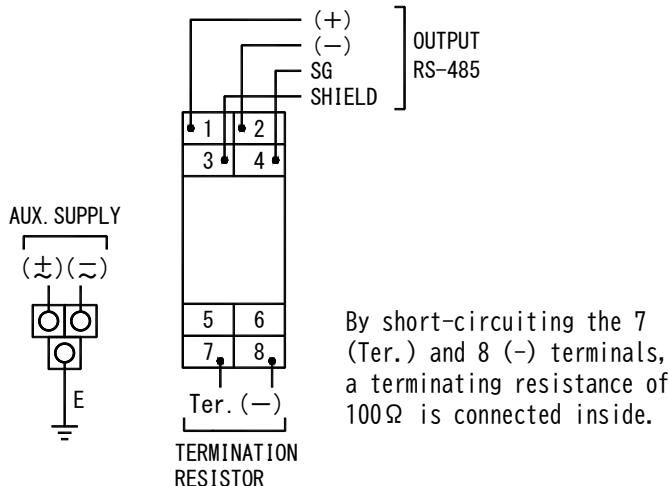 (+)
(−)
SG
SHIELD
OUTPUT
RS-485
1 2
3 4
AUX. SUPPLY
(±)(−)
5 6
7 8
E
Ter. (−)
TERMINATION
RESISTOR
By short-circuiting the 7
(Ter.) and 8 (-) terminals,
a terminating resistance of
100Ω is connected inside.